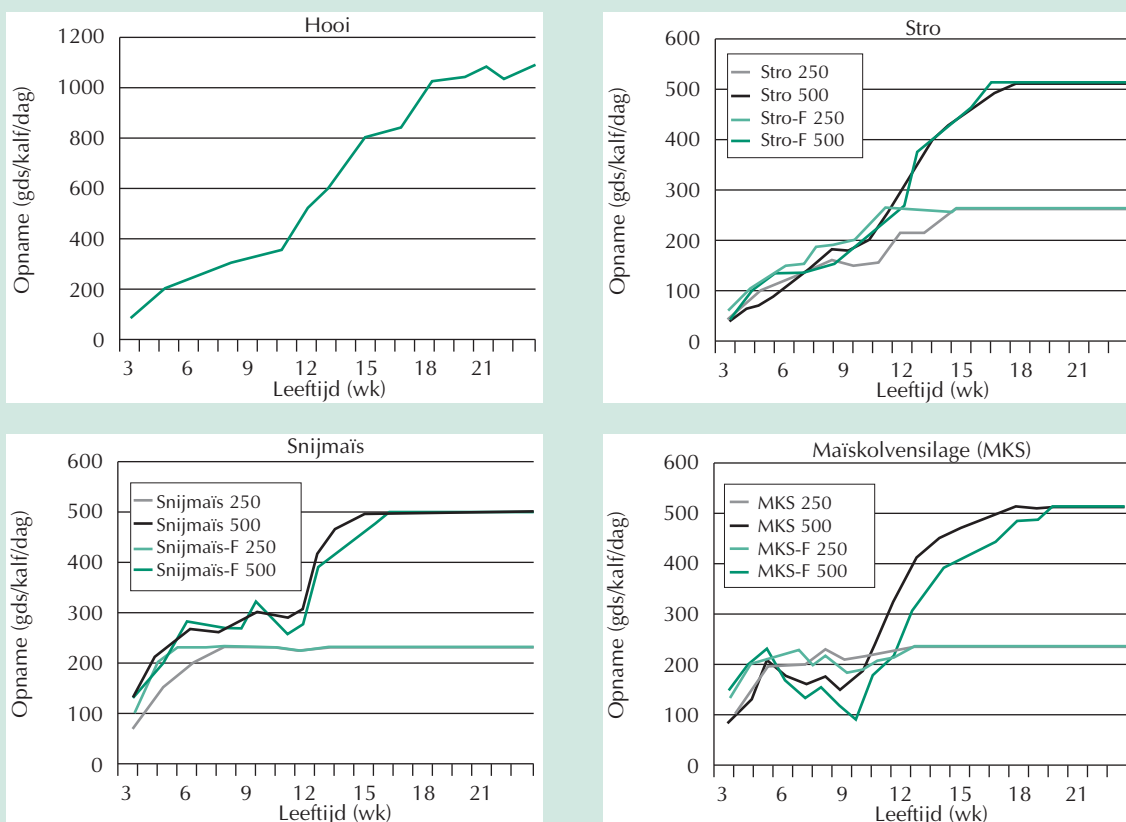 Hooi
Opname (gds/kalf/dag)
1200
1000
800
600
400
200
0
3 6 9 12 15 18 21
Leeftijd (wk)
Stro
Opname (gds/kalf/dag)
600
500
400
300
200
100
0
Stro 250
Stro 500
Stro-F 250
Stro-F 500
3 6 9 12 15 18 21
Leeftijd (wk)
Snijmaïs
Opname (gds/kalf/dag)
600
500
400
300
200
100
0
Snijmaïs 250
Snijmaïs 500
Snijmaïs-F 250
Snijmaïs-F 500
3 6 9 12 15 18 21
Leeftijd (wk)
Maïskolvensilage (MKS)
Opname (gds/kalf/dag)
600
500
400
300
200
100
0
MKS 250
MKS 500
MKS-F 250
MKS-F 500
3 6 9 12 15 18 21
Leeftijd (wk)